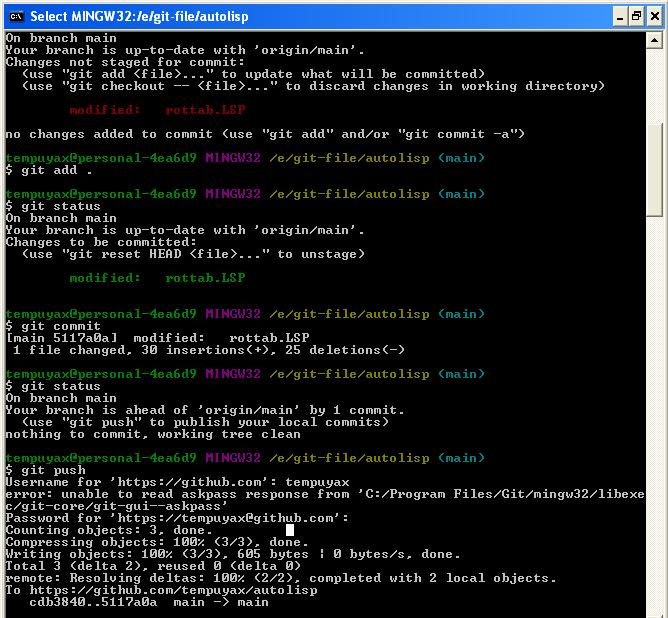 Select MINGW32:/e/git-file/autolisp
On branch main
Your branch is up-to-date with 'origin/main'.
Changes not staged for commit:
  (use "git add <file>..." to update what will be committed)
  (use "git checkout -- <file>..." to discard changes in working directory)
        modified:   rottab.LSP
no changes added to commit (use "git add" and/or "git commit -a")
tempuyax@personal-4ea6d9 MINGW32 /e/git-file/autolisp (main)
$ git add .
tempuyax@personal-4ea6d9 MINGW32 /e/git-file/autolisp (main)
$ git status
On branch main
Your branch is up-to-date with 'origin/main'.
Changes to be committed:
  (use "git reset HEAD <file>..." to unstage)
        modified:   rottab.LSP
tempuyax@personal-4ea6d9 MINGW32 /e/git-file/autolisp (main)
$ git commit
[main 5117a0a]  modified:   rottab.LSP
 1 file changed, 30 insertions(+), 25 deletions(-)
tempuyax@personal-4ea6d9 MINGW32 /e/git-file/autolisp (main)
$ git status
On branch main
Your branch is ahead of 'origin/main' by 1 commit.
  (use "git push" to publish your local commits)
nothing to commit, working tree clean
tempuyax@personal-4ea6d9 MINGW32 /e/git-file/autolisp (main)
$ git push
Username for 'https://github.com': tempuyax
error: unable to read askpass response from 'C:/Program Files/Git/mingw32/libexe
c/git-core/git-gui--askpass'
Password for 'https://tempuyax@github.com':
Counting objects: 3, done.
Compressing objects: 100% (3/3), done.
Writing objects: 100% (3/3), 605 bytes | 0 bytes/s, done.
Total 3 (delta 2), reused 0 (delta 0)
remote: Resolving deltas: 100% (2/2), completed with 2 local objects.
To https://github.com/tempuyax/autolisp
   cdb3840..5117a0a  main -> main